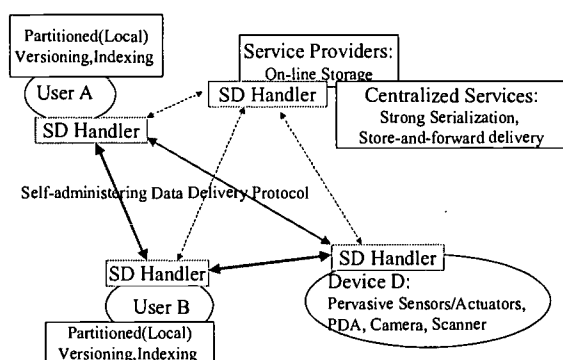 Partitioned(Local)
Versioning,Indexing
User A
SD Handler
Service Providers:
On-line Storage
SD Handler
Centralized Services:
Strong Serialization,
Store-and-forward delivery
Self-administering Data Delivery Protocol
SD Handler
User B
Partitioned(Local)
Versioning,Indexing
SD Handler
Device D:
Pervasive Sensors/Actuators,
PDA, Camera, Scanner